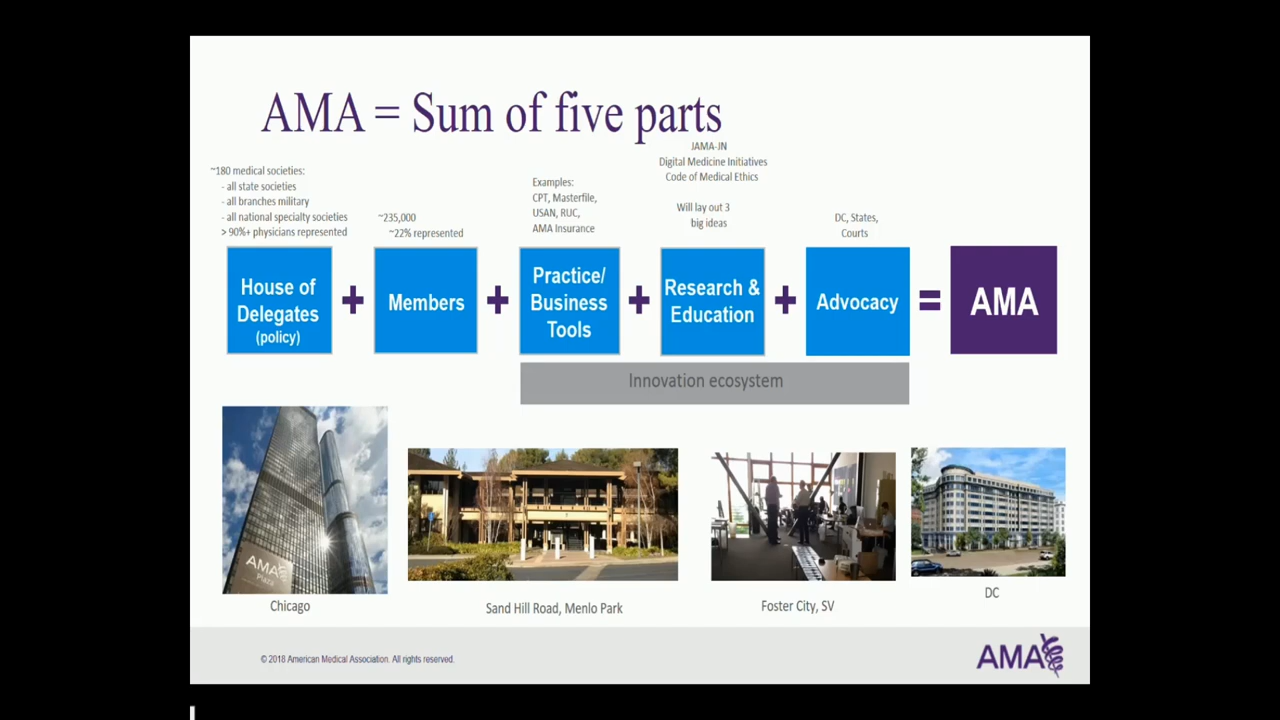 AMA = Sum of five parts
~180 medical societies:
- all state societies
- all branches military
- all national specialty societies
> 90%+ physicians represented
~235,000
~22% represented
Examples:
CPT, Masterfile,
USAN, RUC,
AMA Insurance
JAMA-JN
Digital Medicine Initiatives
Code of Medical Ethics
Will lay out 3
big ideas
DC, States,
Courts
House of
Delegates
(policy)
+
Members
+
Practice/
Business
Tools
+
Research &
Education
+
Advocacy
=
AMA
Innovation ecosystem
AMA
Plaza
Chicago
Sand Hill Road, Menlo Park
Foster City, SV
DC
© 2018 American Medical Association. All rights reserved.
AMA